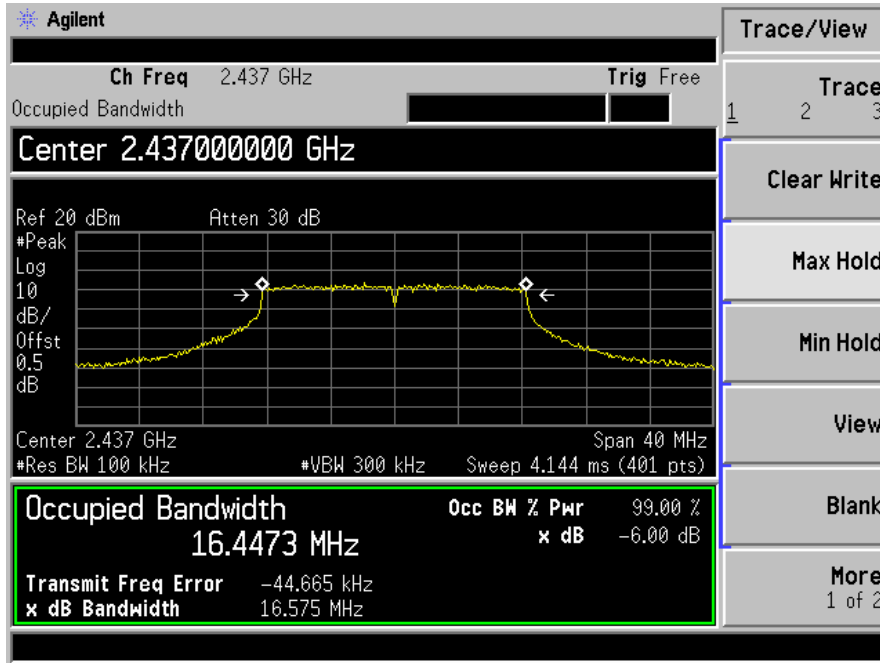 Agilent
Ch Freq 2.437 GHz Trig Free
Occupied Bandwidth
Center 2.437000000 GHz
Ref 20 dBm Atten 30 dB
#Peak
Log
10
dB/
Offst
0.5
dB
Center 2.437 GHz Span 40 MHz
#Res BW 100 kHz #VBW 300 kHz Sweep 4.144 ms (401 pts)
Occupied Bandwidth
16.4473 MHz
Occ BW % Pwr 99.00 %
x dB -6.00 dB
Transmit Freq Error -44.665 kHz
x dB Bandwidth 16.575 MHz
Trace/View
Trace
1 2 3
Clear Write
Max Hold
Min Hold
View
Blank
More
1 of 2